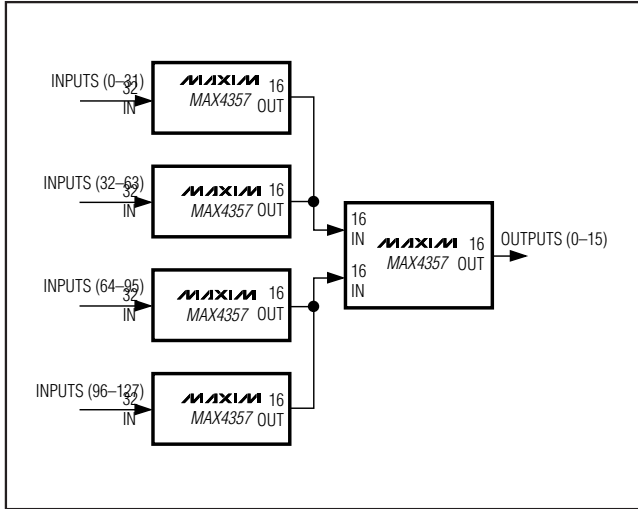 INPUTS (0–31)
32
IN
MAXIM
MAX4357
16
OUT
INPUTS (32–63)
32
IN
MAXIM
MAX4357
16
OUT
INPUTS (64–95)
32
IN
MAXIM
MAX4357
16
OUT
INPUTS (96–127)
32
IN
MAXIM
MAX4357
16
OUT
16
IN
16
IN
MAXIM
MAX4357
16
OUT
OUTPUTS (0–15)